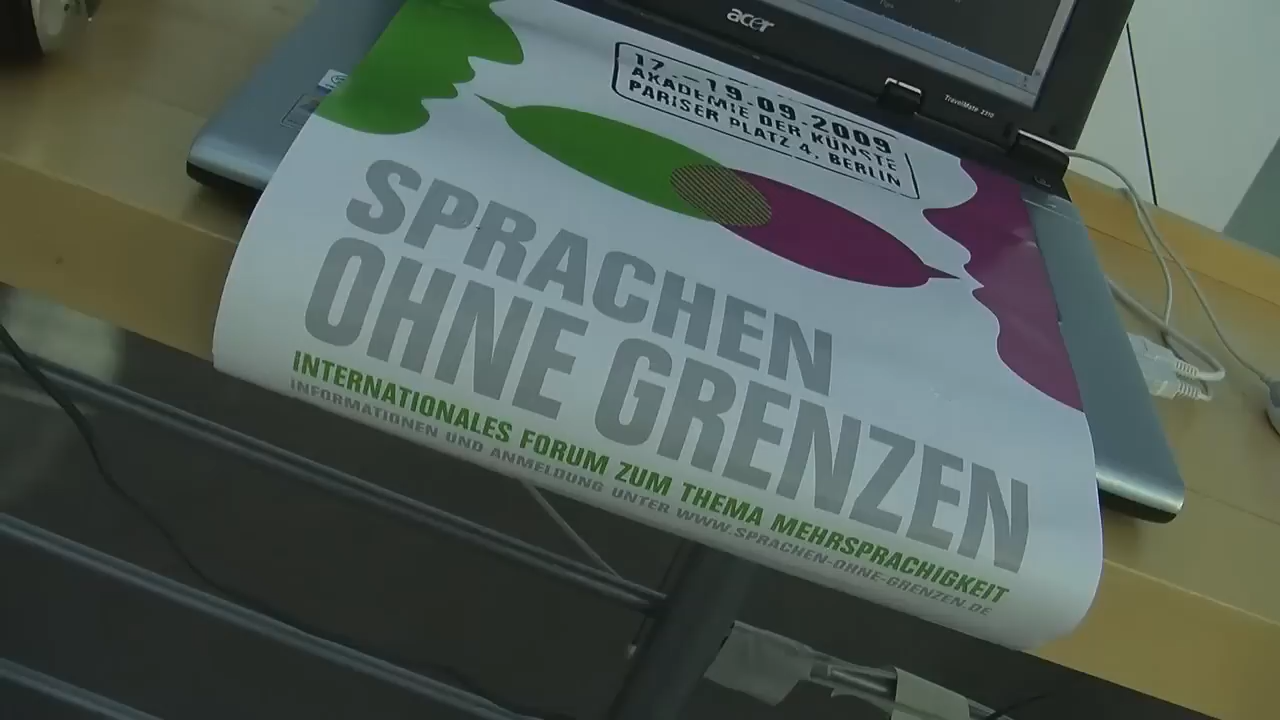 acer
TravelMate 2310
17.–19.09.2009
AKADEMIE DER KÜNSTE
PARISER PLATZ 4, BERLIN
SPRACHEN
OHNE GRENZEN
INTERNATIONALES FORUM ZUM THEMA MEHRSPRACHIGKEIT
INFORMATIONEN UND ANMELDUNG UNTER WWW.SPRACHEN-OHNE-GRENZEN.DE